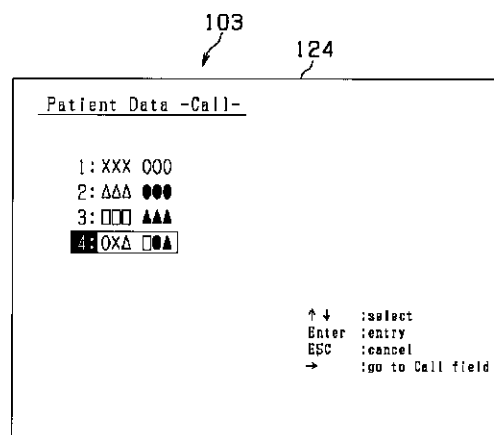 103
124
Patient Data -Call-
1: XXX OOO
2: ΔΔΔ ●●●
3: □□□ ▲▲▲
4: OXΔ □●▲
↑ ↓ :select
Enter :entry
ESC :cancel
→ :go to Call field